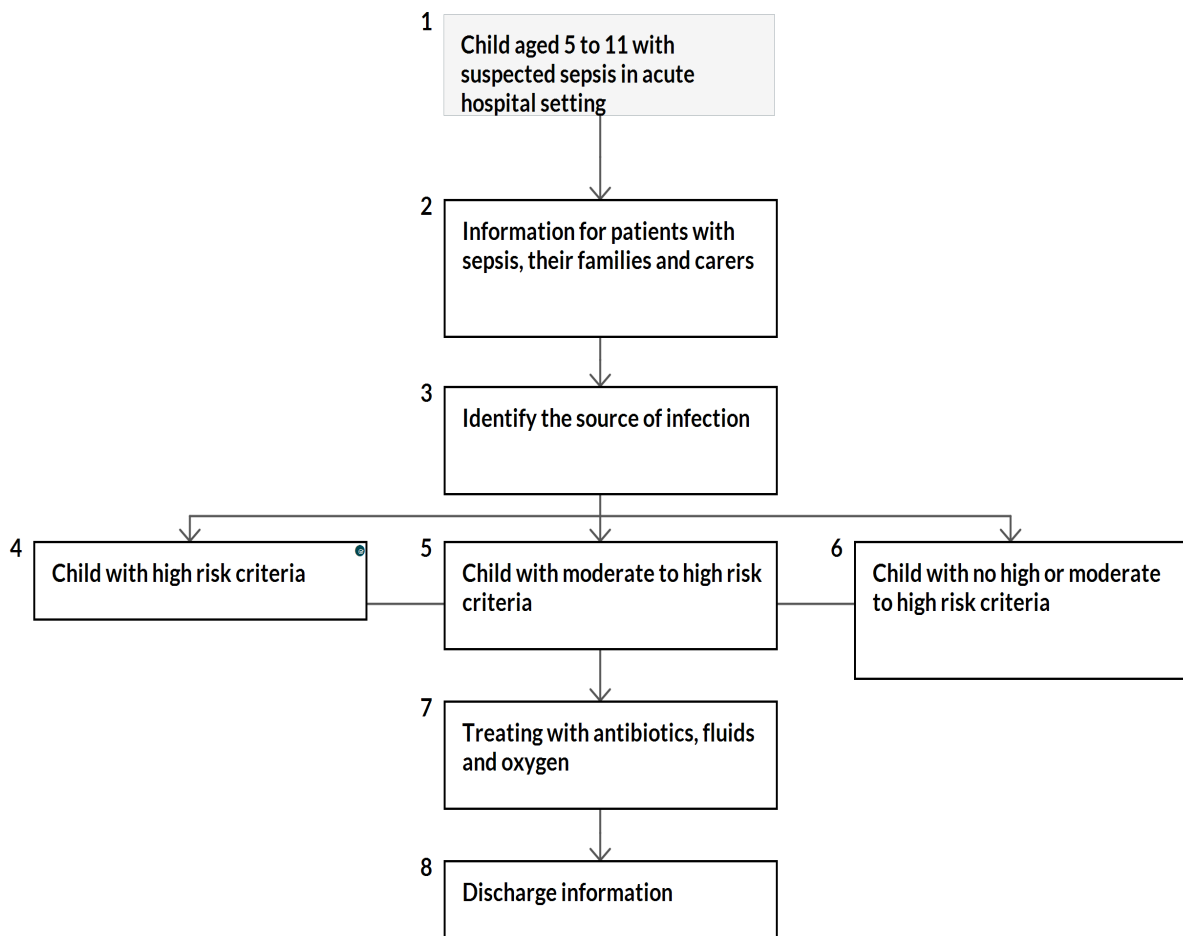 1
Child aged 5 to 11 with
suspected sepsis in acute
hospital setting
2
Information for patients with
sepsis, their families and carers
3
Identify the source of infection
4
Child with high risk criteria
5
Child with moderate to high risk
criteria
6
Child with no high or moderate
to high risk criteria
7
Treating with antibiotics, fluids
and oxygen
8
Discharge information